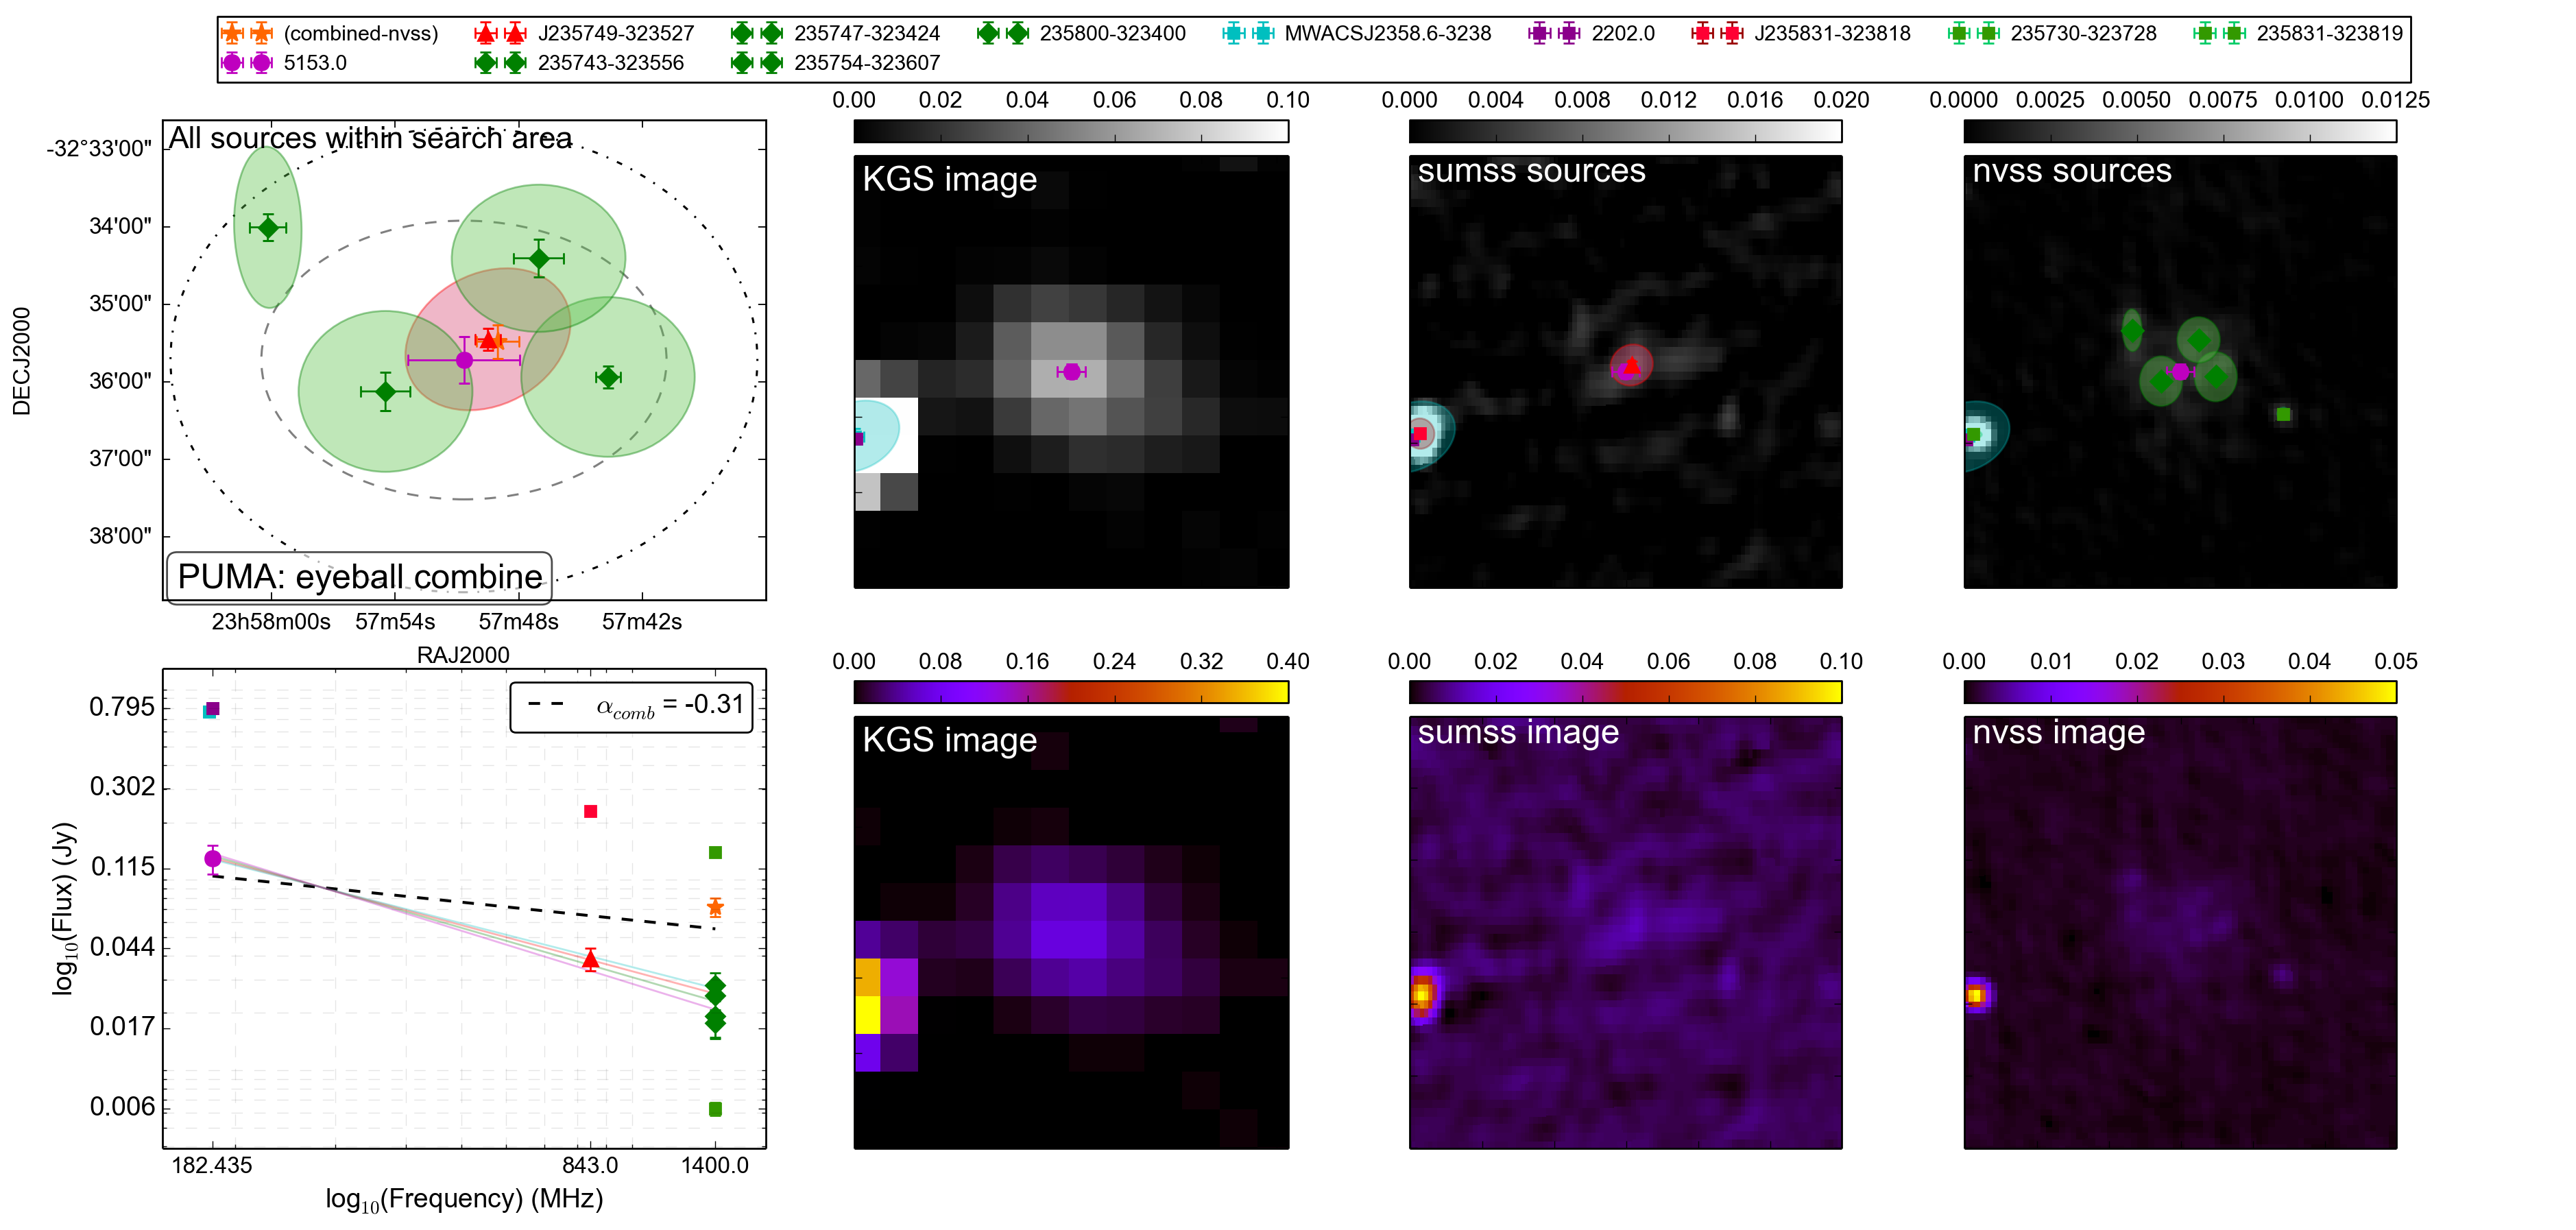 (combined-nvss) J235749-323527 235747-323424 235800-323400 MWACSJ2358.6-3238 2202.0 J235831-323818 235730-323728 235831-323819
5153.0 235743-323556 235754-323607
All sources within search area
-32°33'00"
34'00"
35'00"
36'00"
37'00"
38'00"
DECJ2000
PUMA: eyeball combine
23h58m00s 57m54s 57m48s 57m42s
RAJ2000
0.00 0.02 0.04 0.06 0.08 0.10
KGS image
0.000 0.004 0.008 0.012 0.016 0.020
sumss sources
0.0000 0.0025 0.0050 0.0075 0.0100 0.0125
nvss sources
α_comb = -0.31
0.795
0.302
0.115
0.044
0.017
0.006
log₁₀(Flux) (Jy)
182.435 843.0 1400.0
log₁₀(Frequency) (MHz)
0.00 0.08 0.16 0.24 0.32 0.40
KGS image
0.00 0.02 0.04 0.06 0.08 0.10
sumss image
0.00 0.01 0.02 0.03 0.04 0.05
nvss image